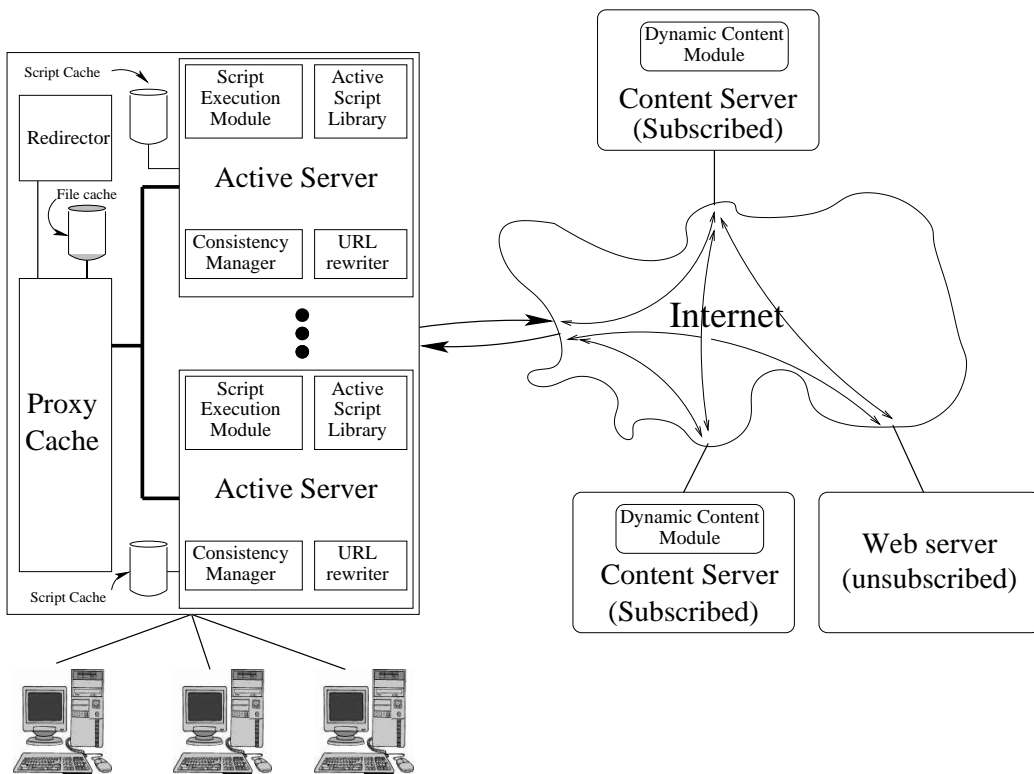 Script Cache
Script
Execution
Module
Active
Script
Library
Redirector
Active Server
File cache
Consistency
Manager
URL
rewriter
Proxy
Cache
Script
Execution
Module
Active
Script
Library
Active Server
Consistency
Manager
URL
rewriter
Script Cache
Dynamic Content
Module
Content Server
(Subscribed)
Internet
Dynamic Content
Module
Content Server
(Subscribed)
Web server
(unsubscribed)